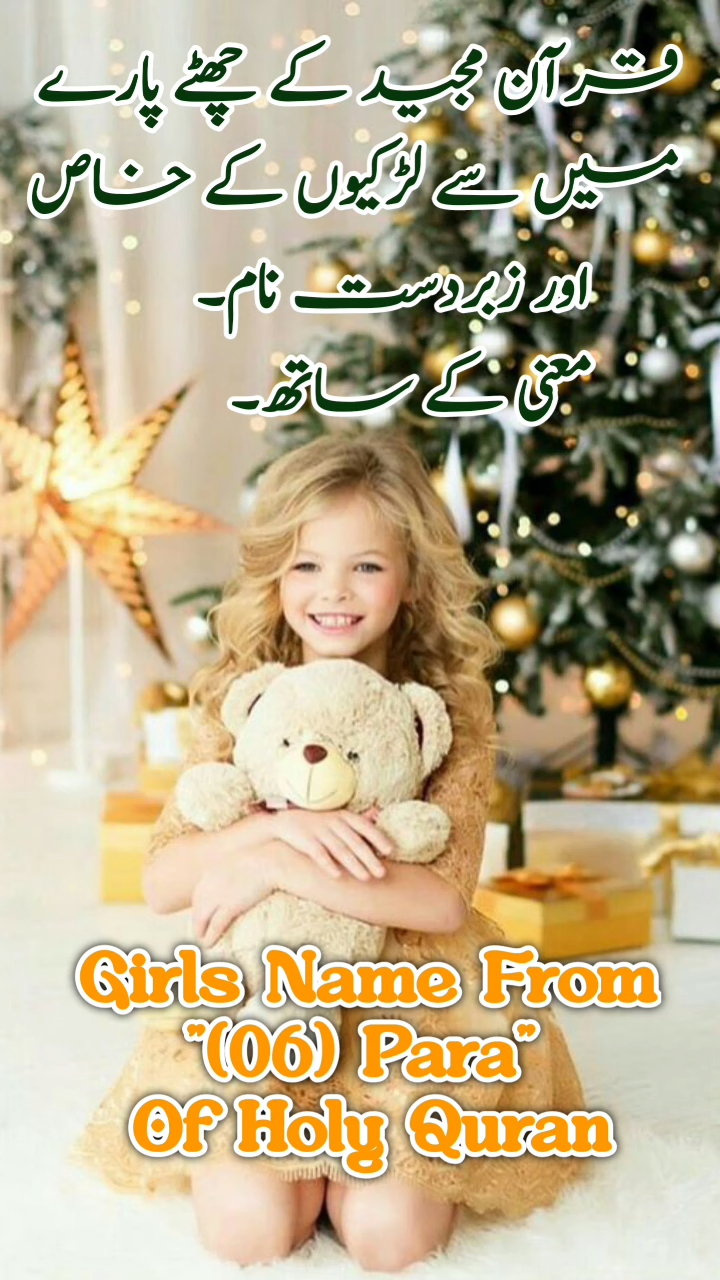 قرآن مجید کے چھٹے پارے
میں سے لڑکیوں کے خاص
اور زبردست نام۔
معنی کے ساتھ۔
Girls Name From
"(06) Para"
Of Holy Quran